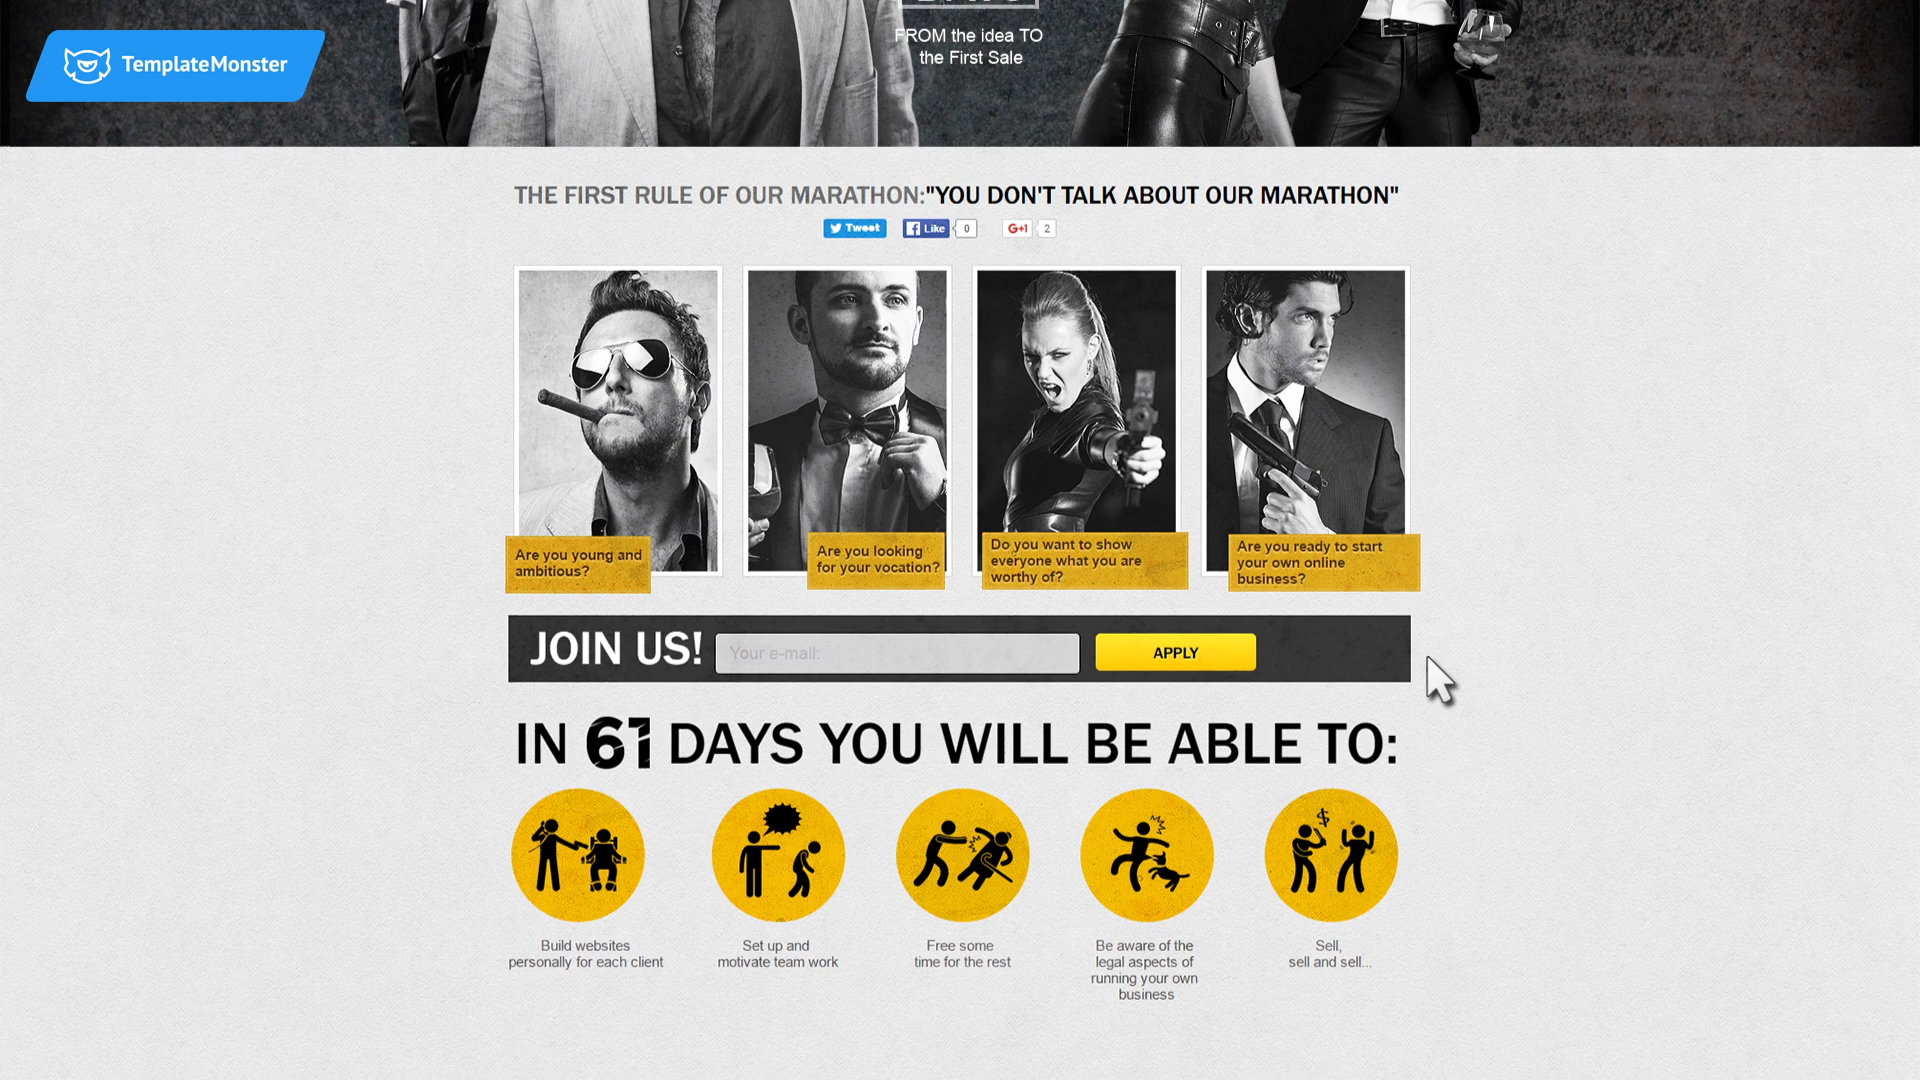 FROM the idea TO
the First Sale
TemplateMonster
THE FIRST RULE OF OUR MARATHON:"YOU DON'T TALK ABOUT OUR MARATHON"
Tweet
Like
0
G+1
2
Are you young and
ambitious?
Are you looking
for your vocation?
Do you want to show
everyone what you are
worthy of?
Are you ready to start
your own online
business?
JOIN US!
Your e-mail:
APPLY
IN 61 DAYS YOU WILL BE ABLE TO:
$
Build websites
personally for each client
Set up and
motivate team work
Free some
time for the rest
Be aware of the
legal aspects of
running your own
business
Sell,
sell and sell...